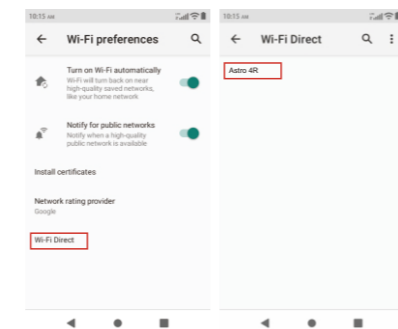 10:15 AM
Wi-Fi preferences
Turn on Wi-Fi automatically
Wi-Fi will turn back on near
high-quality saved networks,
like your home network
Notify for public networks
Notify when a high-quality
public network is available
Install certificates
Network rating provider
Google
Wi-Fi Direct
10:15 AM
Wi-Fi Direct
Astro 4R